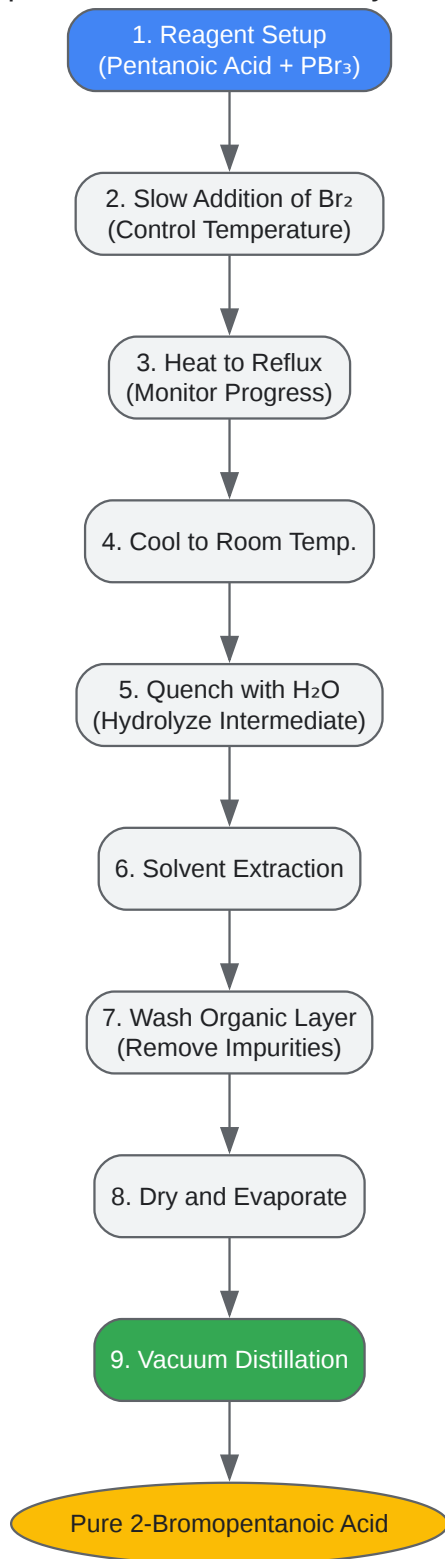 1. Reagent Setup
(Pentanoic Acid + PBr₃)
2. Slow Addition of Br₂
(Control Temperature)
3. Heat to Reflux
(Monitor Progress)
4. Cool to Room Temp.
5. Quench with H₂O
(Hydrolyze Intermediate)
6. Solvent Extraction
7. Wash Organic Layer
(Remove Impurities)
8. Dry and Evaporate
9. Vacuum Distillation
Pure 2-Bromopentanoic Acid